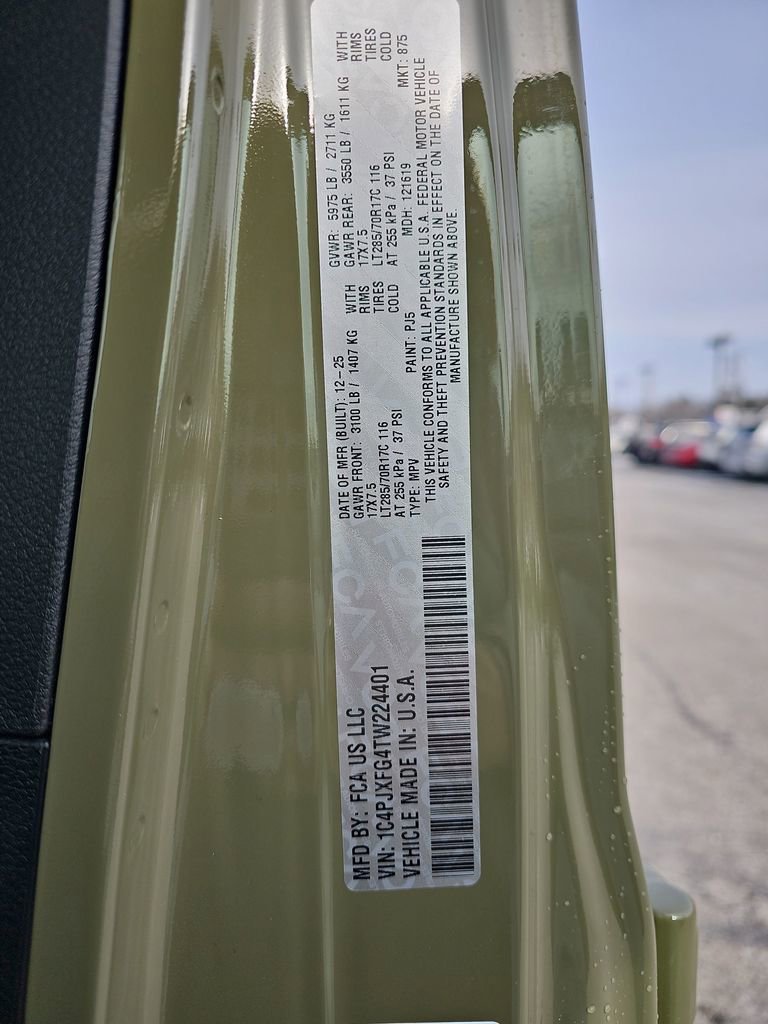 MFD BY: FCA US LLC
VIN: 1C4PJXFG4TW224401
VEHICLE MADE IN: U.S.A.
DATE OF MFR (BUILT): 12-25 GVWR: 5975 LB / 2711 KG
GAWR FRONT: 3100 LB / 1407 KG WITH GAWR REAR: 3550 LB / 1611 KG WITH
17X7.5 RIMS 17X7.5 RIMS
LT285/70R17C 116 TIRES LT285/70R17C 116 TIRES
AT 255 kPa / 37 PSI COLD AT 255 kPa / 37 PSI COLD
TYPE: MPV PAINT: PJ5 MDH: 121619 MKT: 875
THIS VEHICLE CONFORMS TO ALL APPLICABLE U.S.A. FEDERAL MOTOR VEHICLE
SAFETY AND THEFT PREVENTION STANDARDS IN EFFECT ON THE DATE OF
MANUFACTURE SHOWN ABOVE.